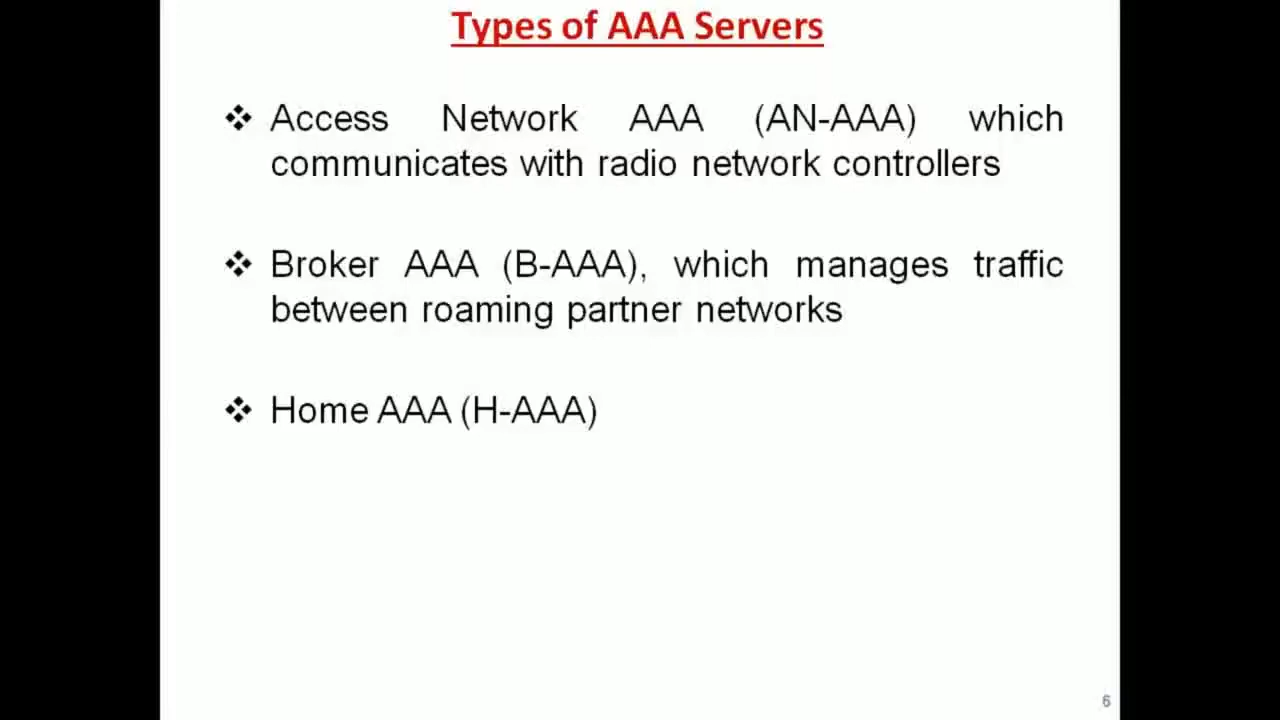 Types of AAA Servers
❖ Access Network AAA (AN-AAA) which
communicates with radio network controllers
❖ Broker AAA (B-AAA), which manages traffic
between roaming partner networks
❖ Home AAA (H-AAA)
6